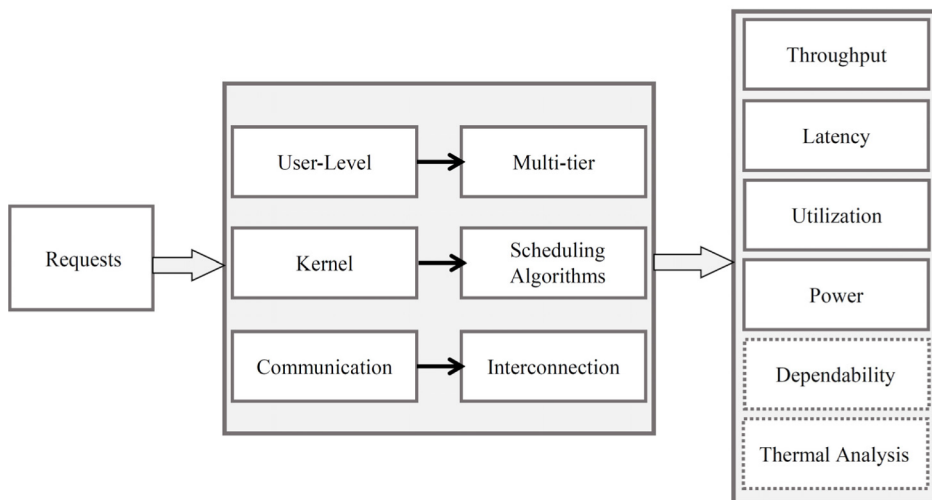 Requests
User-Level
Multi-tier
Kernel
Scheduling
Algorithms
Communication
Interconnection
Throughput
Latency
Utilization
Power
Dependability
Thermal Analysis